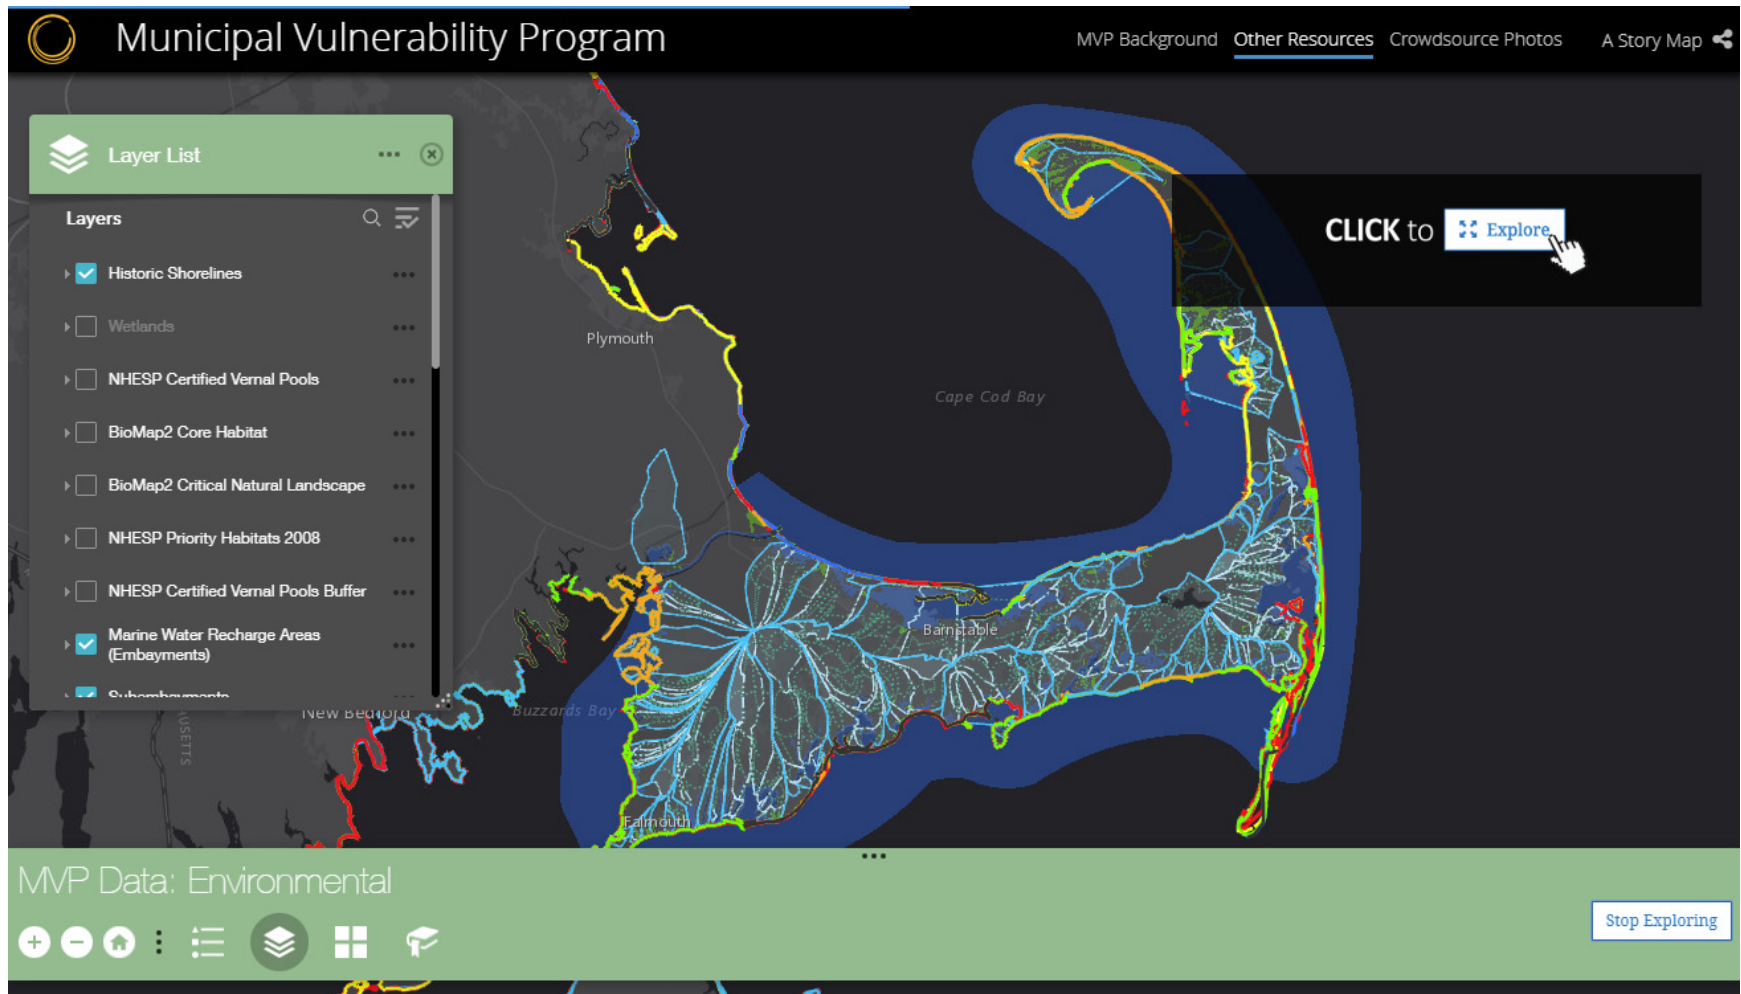 Municipal Vulnerability Program
MVP Background Other Resources Crowdsource Photos A Story Map
Layer List
Layers
Historic Shorelines
Wetlands
NHESP Certified Vernal Pools
BioMap2 Core Habitat
BioMap2 Critical Natural Landscape
NHESP Priority Habitats 2008
NHESP Certified Vernal Pools Buffer
Marine Water Recharge Areas
(Embayments)
Subembayments
CLICK to Explore
Plymouth
Cape Cod Bay
Barnstable
New Bedford
Buzzards Bay
Falmouth
MVP Data: Environmental
Stop Exploring